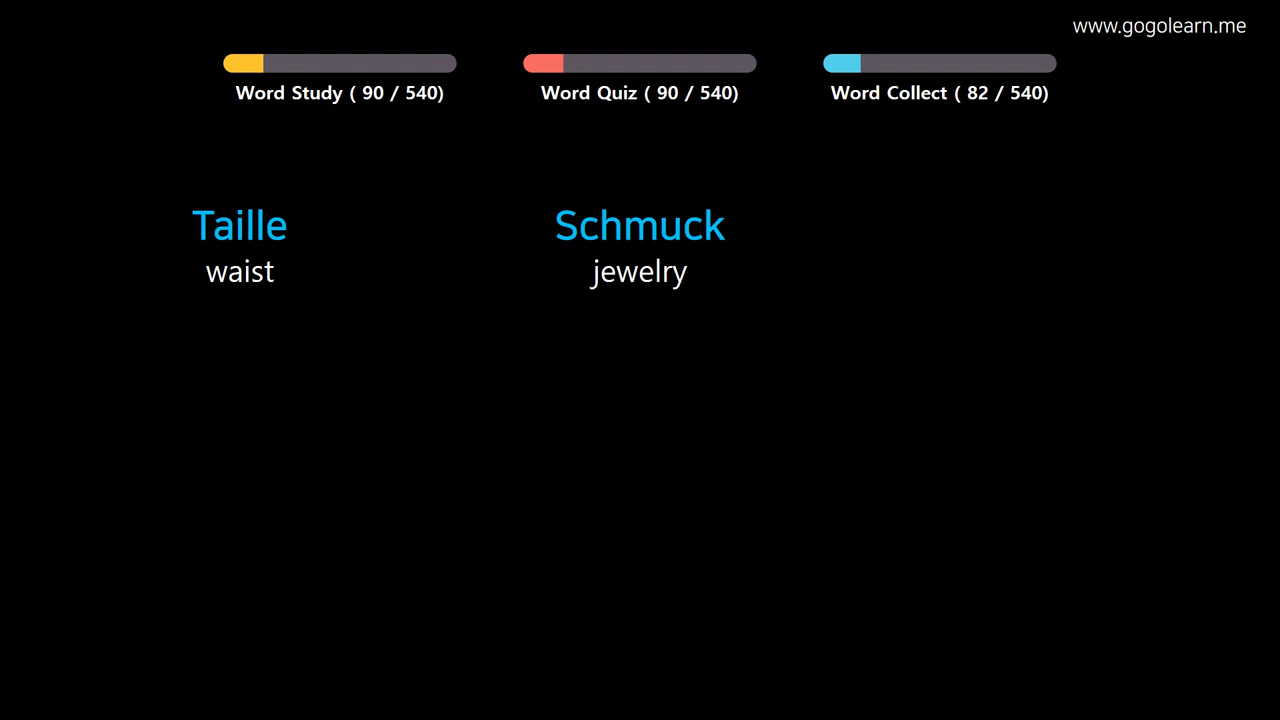 www.gogolearn.me
Word Study ( 90 / 540)
Word Quiz ( 90 / 540)
Word Collect ( 82 / 540)
Taille
waist
Schmuck
jewelry